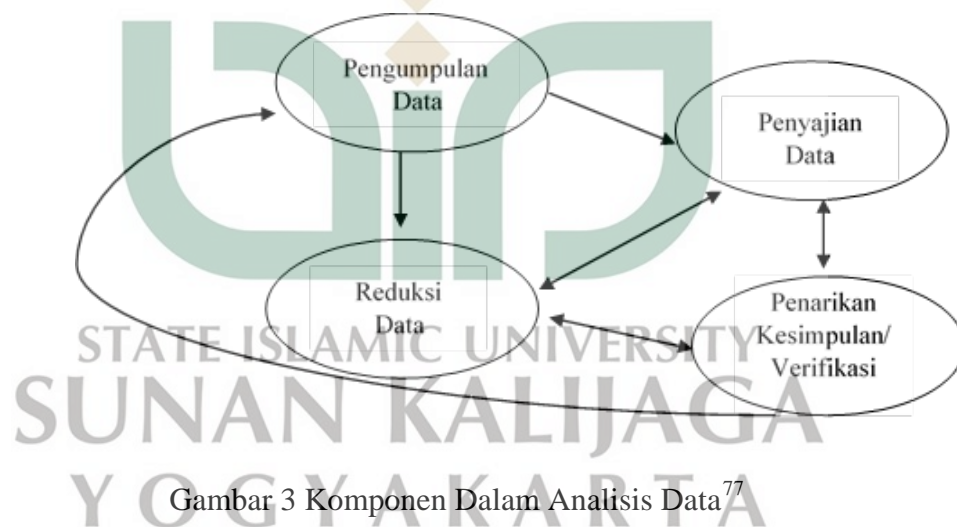 Pengumpulan
Data
Penyajian
Data
Reduksi
Data
Penarikan
Kesimpulan/
Verifikasi
STATE ISLAMIC UNIVERSITY
SUNAN KALIJAGA
YOGYAKARTA
Gambar 3 Komponen Dalam Analisis Data77